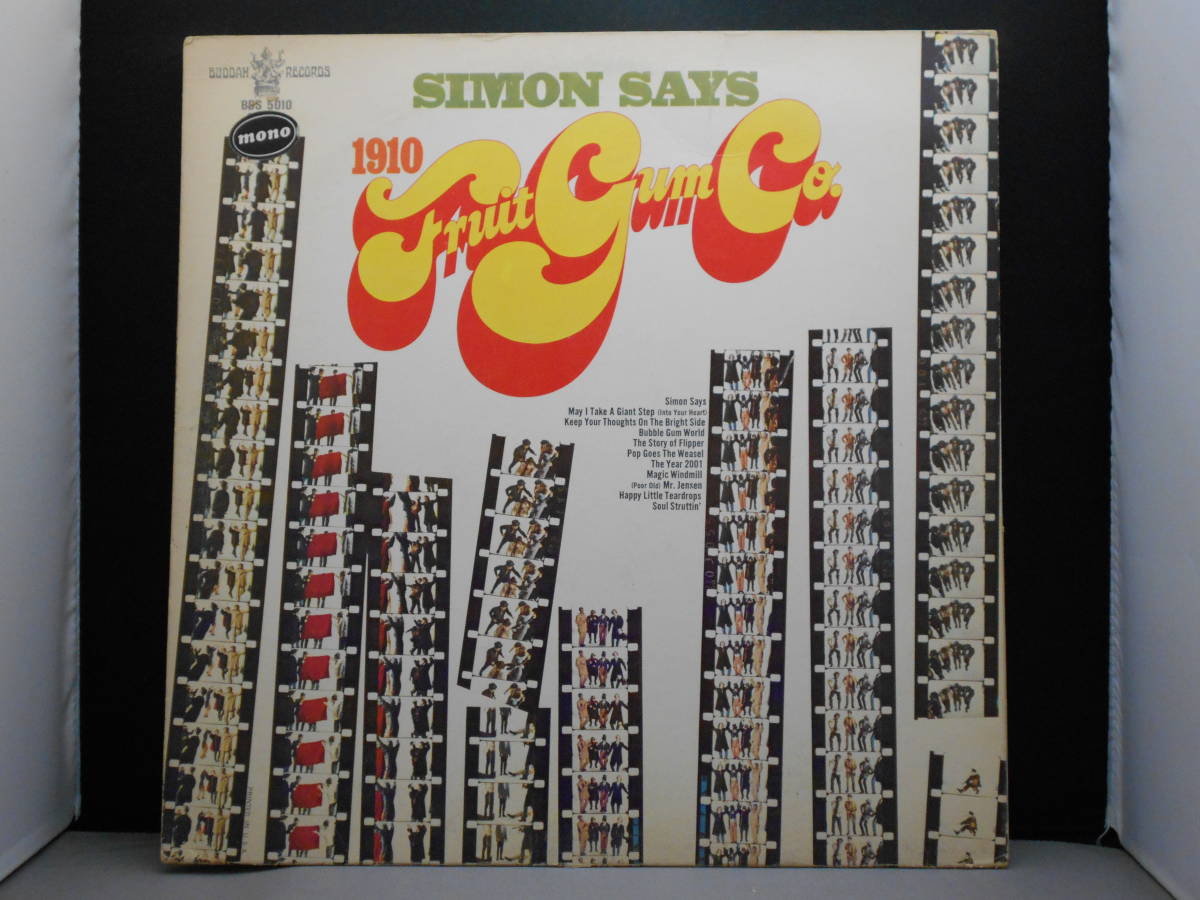 BUDDAH RECORDS
BBS 5010
mono
SIMON SAYS
1910
Fruit Gum Co.
Simon Says
May I Take A Giant Step (Into Your Heart)
Keep Your Thoughts On The Bright Side
Bubble Gum World
The Story of Flipper
Pop Goes The Weasel
The Year 2001
Magic Windmill
(Poor Old) Mr. Jensen
Happy Little Teardrops
Soul Struttin'